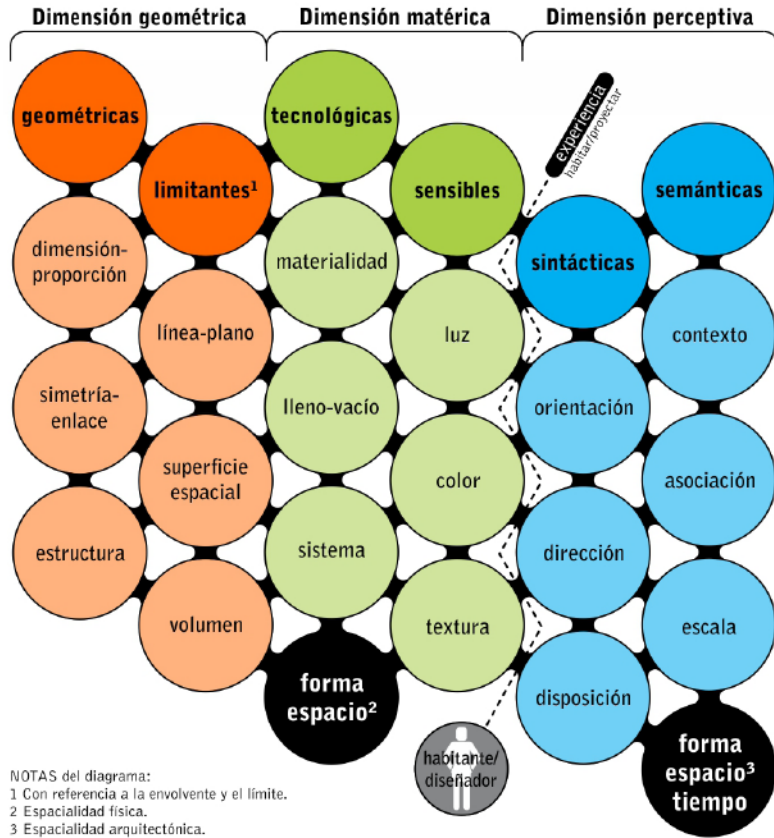 Dimensión geométrica
Dimensión matérica
Dimensión perceptiva
geométricas
limitantes¹
dimensión-
proporción
línea-plano
simetría-
enlace
superficie
espacial
estructura
volumen
tecnológicas
sensibles
materialidad
luz
lleno-vacío
color
sistema
textura
forma
espacio²
experiencia
habitar/proyectar
sintácticas
semánticas
contexto
orientación
asociación
dirección
escala
disposición
forma
espacio³
tiempo
habitante/
diseñador
NOTAS del diagrama:
1 Con referencia a la envolvente y el límite.
2 Espacialidad física.
3 Espacialidad arquitectónica.